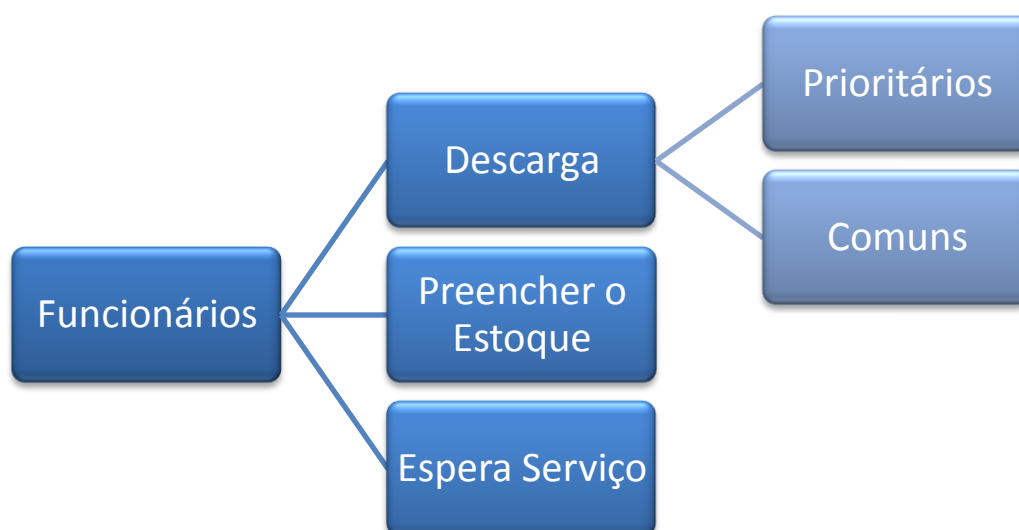 Prioritários
Descarga
Comuns
Funcionários
Preencher o
Estoque
Espera Serviço